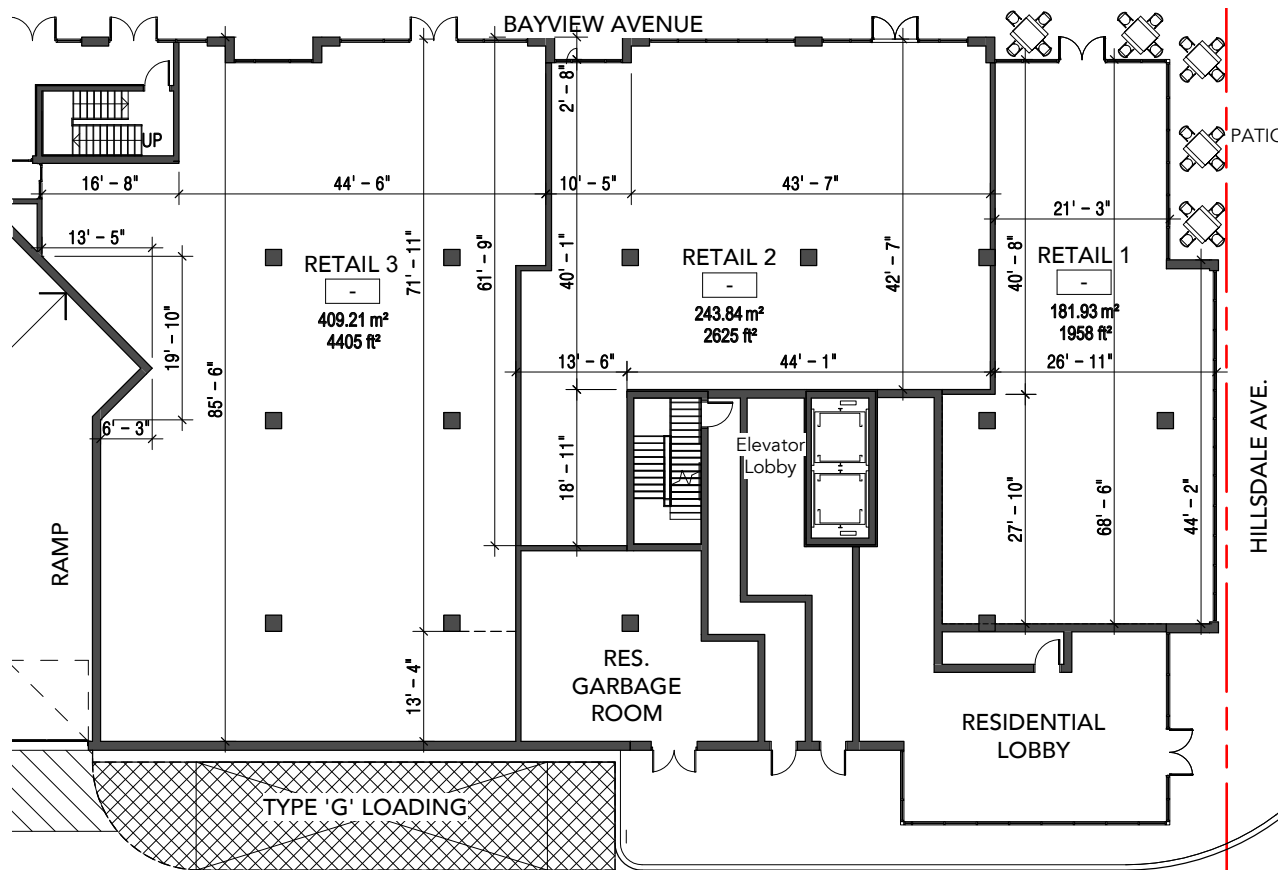 BAYVIEW AVENUE
2' – 8"
UP
PATIO
16' – 8"
44' – 6"
10' – 5"
43' – 7"
21' – 3"
13' – 5"
RETAIL 3
-
409.21 m²
4405 ft²
71' – 11"
61' – 9"
40' – 1"
RETAIL 2
-
243.84 m²
2625 ft²
42' – 7"
40' – 8"
RETAIL 1
-
181.93 m²
1958 ft²
19' – 10"
85' – 6"
13' – 6"
44' – 1"
26' – 11"
6' – 3"
Elevator
Lobby
18' – 11"
27' – 10"
68' – 6"
44' – 2"
HILLSDALE AVE.
RAMP
13' – 4"
RES.
GARBAGE
ROOM
RESIDENTIAL
LOBBY
TYPE 'G' LOADING